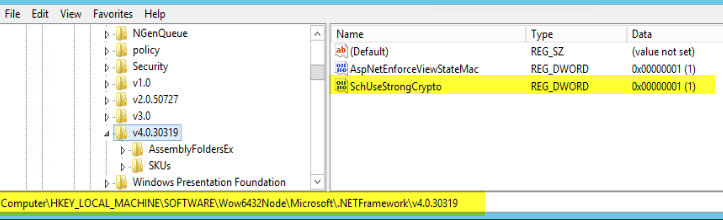 File Edit View Favorites Help
NGenQueue
policy
Security
v1.0
v2.0.50727
v3.0
v4.0.30319
AssemblyFoldersEx
SKUs
Windows Presentation Foundation
Name Type Data
ab (Default) REG_SZ (value not set)
AspNetEnforceViewStateMac REG_DWORD 0x00000001 (1)
SchUseStrongCrypto REG_DWORD 0x00000001 (1)
Computer\HKEY_LOCAL_MACHINE\SOFTWARE\Wow6432Node\Microsoft\.NETFramework\v4.0.30319